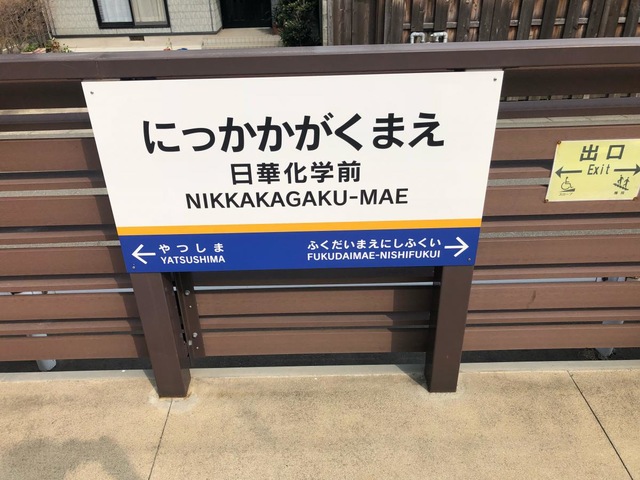 にっかかがくまえ
日華化学前
NIKKAKAGAKU-MAE
← やつしま
YATSUSHIMA
ふくだいまえにしふくい →
FUKUDAIMAE-NISHIFUKUI
出口
← Exit →